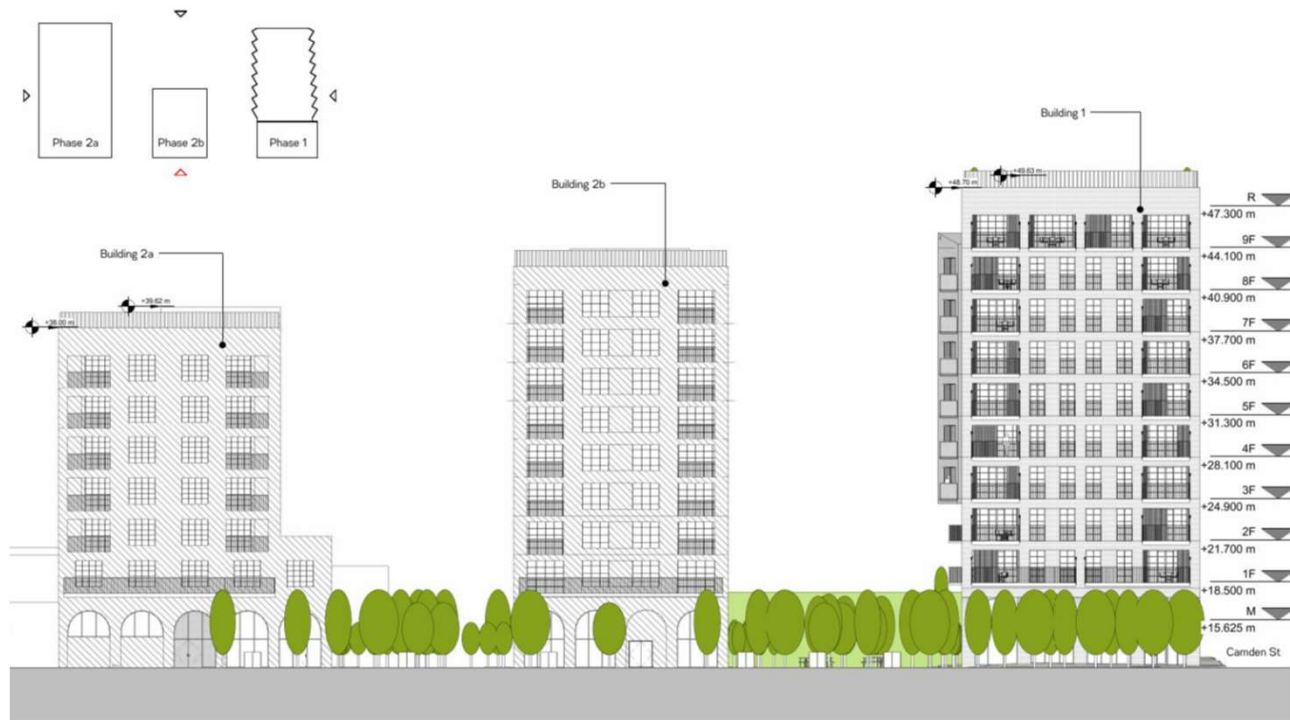 Phase 2a
Phase 2b
Phase 1
Building 1
Building 2b
Building 2a
+49.63 m
+48.70 m
+39.62 m
+38.00 m
R
+47.300 m
9F
+44.100 m
8F
+40.900 m
7F
+37.700 m
6F
+34.500 m
5F
+31.300 m
4F
+28.100 m
3F
+24.900 m
2F
+21.700 m
1F
+18.500 m
M
+15.625 m
Camden St